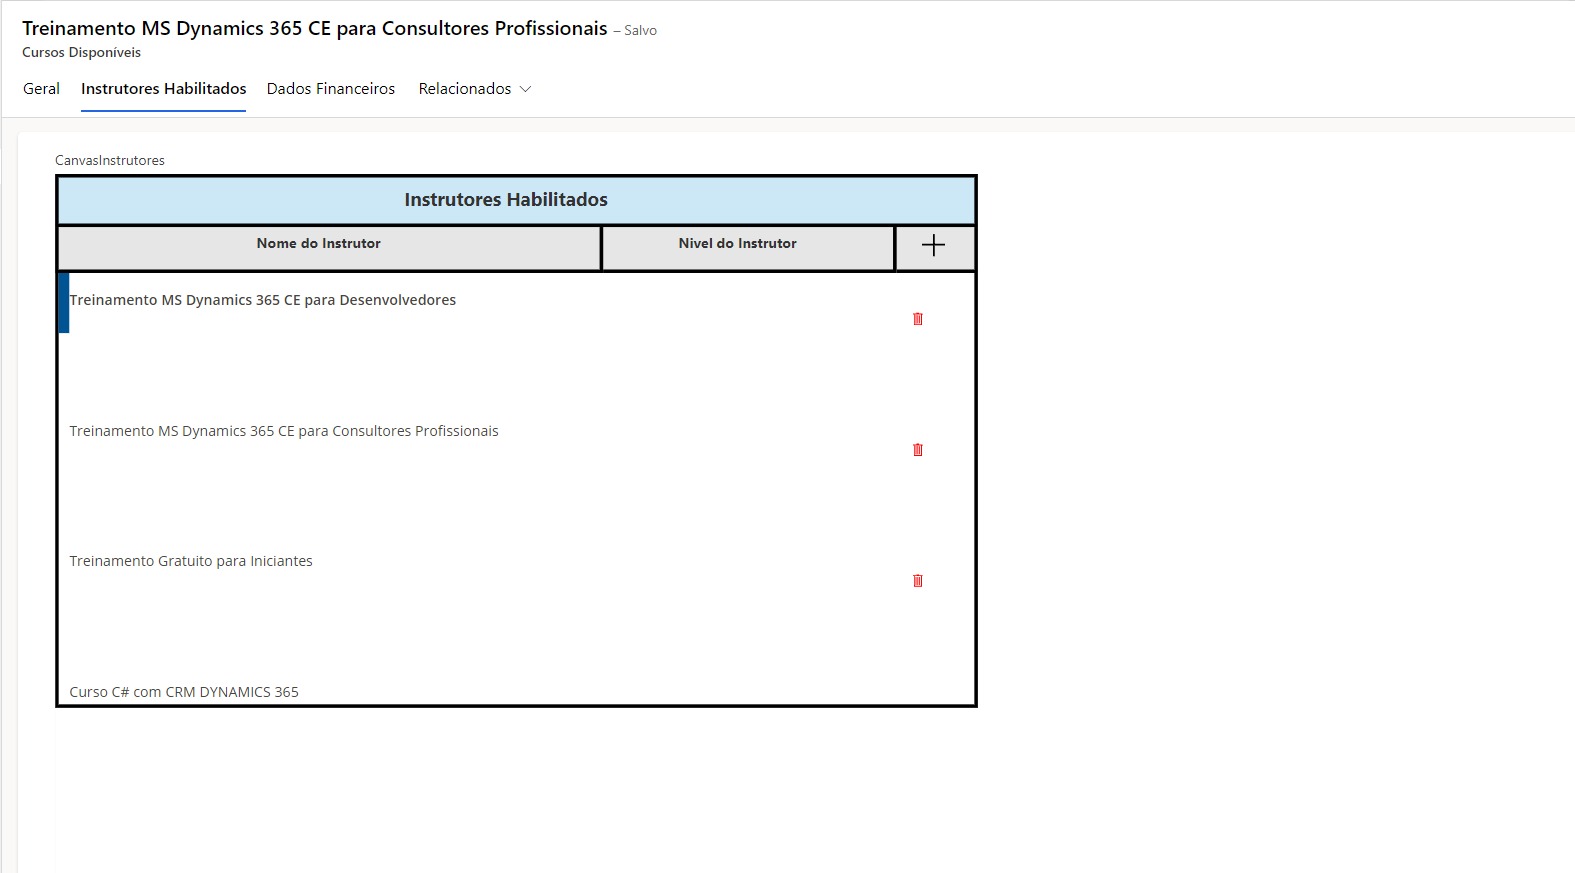 Treinamento MS Dynamics 365 CE para Consultores Profissionais – Salvo
Cursos Disponíveis
Geral Instrutores Habilitados Dados Financeiros Relacionados
CanvasInstrutores
Instrutores Habilitados
Nome do Instrutor Nivel do Instrutor
Treinamento MS Dynamics 365 CE para Desenvolvedores
Treinamento MS Dynamics 365 CE para Consultores Profissionais
Treinamento Gratuito para Iniciantes
Curso C# com CRM DYNAMICS 365